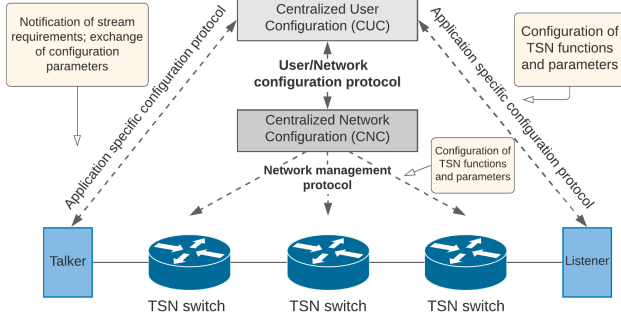 Notification of stream
requirements; exchange
of configuration
parameters
Application specific configuration protocol
Centralized User
Configuration (CUC)
User/Network
configuration protocol
Centralized Network
Configuration (CNC)
Network management
protocol
Application specific configuration protocol
Configuration of
TSN functions
and parameters
Configuration of
TSN functions
and parameters
Talker
Listener
TSN switch
TSN switch
TSN switch